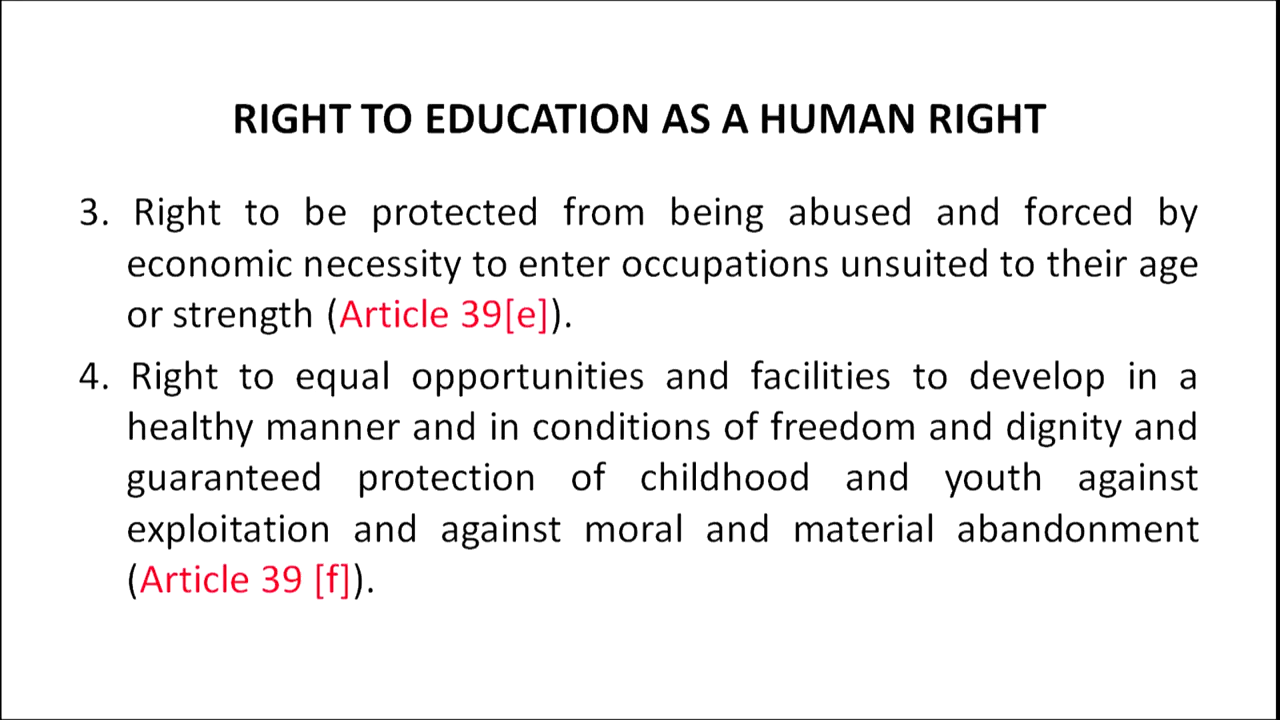 RIGHT TO EDUCATION AS A HUMAN RIGHT
3. Right to be protected from being abused and forced by
economic necessity to enter occupations unsuited to their age
or strength (Article 39[e]).
4. Right to equal opportunities and facilities to develop in a
healthy manner and in conditions of freedom and dignity and
guaranteed protection of childhood and youth against
exploitation and against moral and material abandonment
(Article 39 [f]).